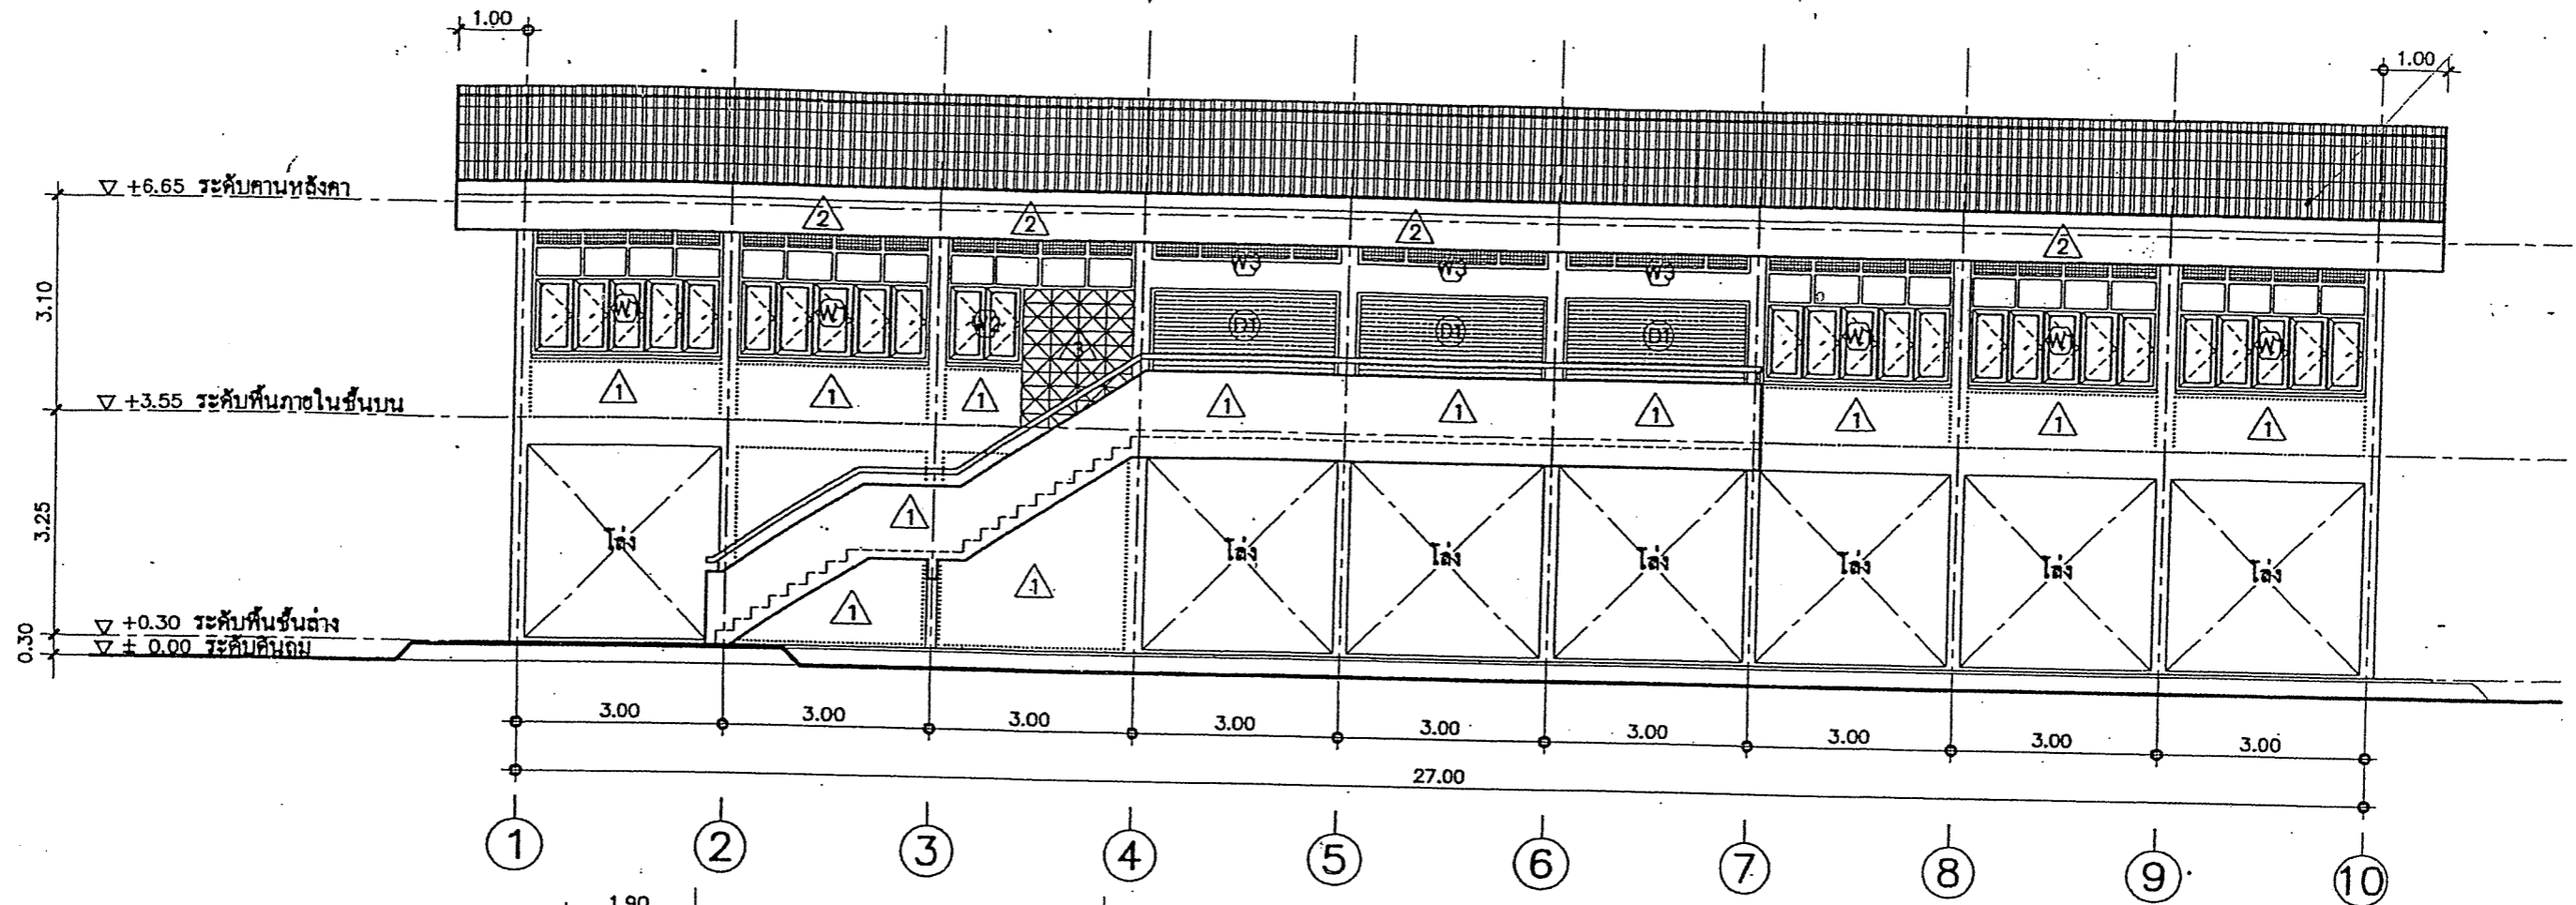 1.00
1.00
+6.65 ระดับคานหลังคา
2 2 2 2
W3 W3 W3
3.10
W W W2 D1 D1 D1 W W W
3
1 1 1 1 1 1 1 1 1
+3.55 ระดับพื้นภายในชั้นบน
3.25
1
โล่ง โล่ง โล่ง โล่ง โล่ง โล่ง โล่ง
1 1
+0.30 ระดับพื้นชั้นล่าง
0.30
± 0.00 ระดับดินถม
3.00 3.00 3.00 3.00 3.00 3.00 3.00 3.00 3.00
27.00
1 2 3 4 5 6 7 8 9 10
1.90